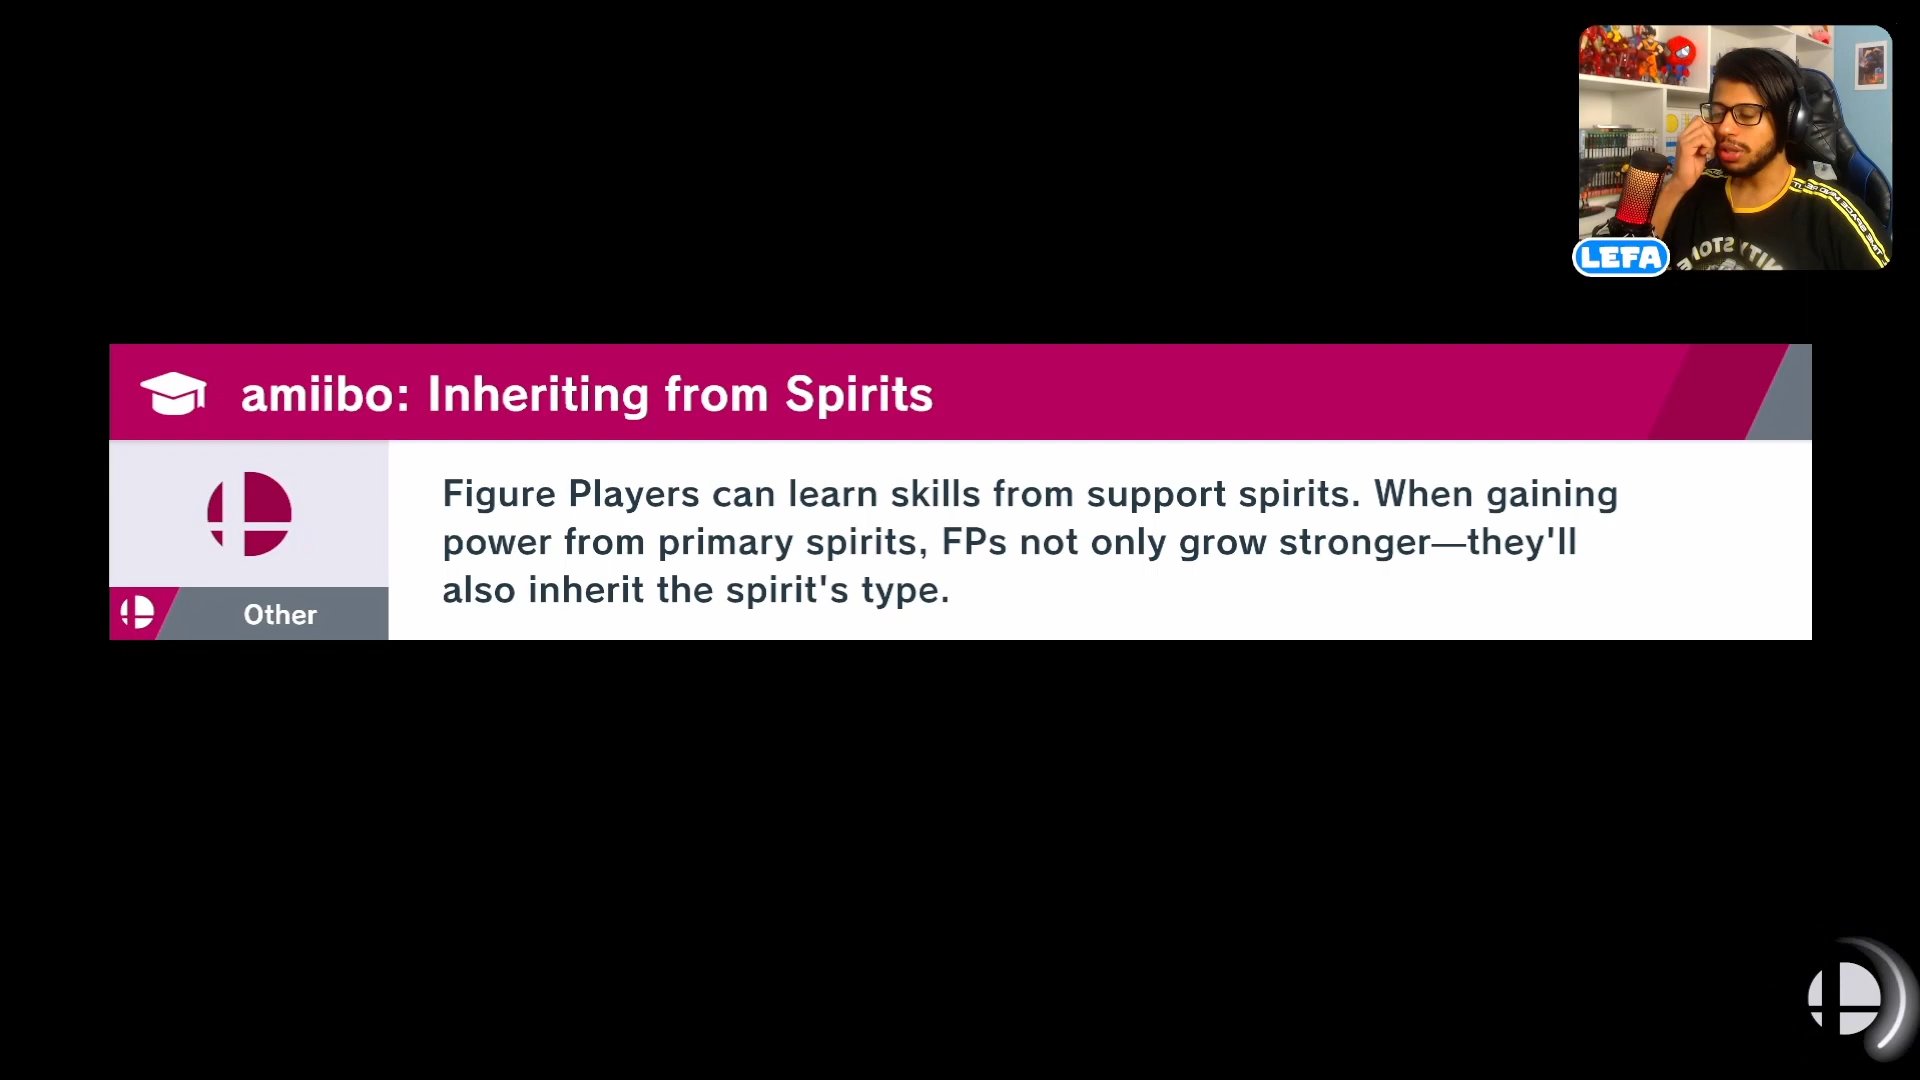 LEFA
amiibo: Inheriting from Spirits
Figure Players can learn skills from support spirits. When gaining
power from primary spirits, FPs not only grow stronger—they'll
also inherit the spirit's type.
Other